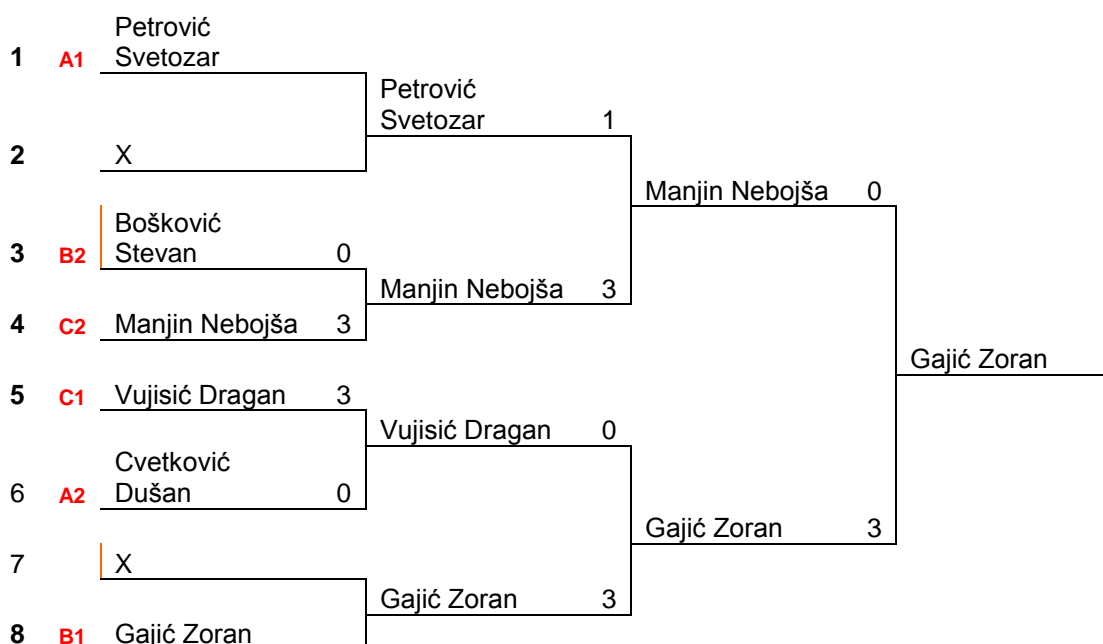 Petrović
1 A1 Svetozar
Petrović
Svetozar 1
2 X
Manjin Nebojša 0
Bošković
3 B2 Stevan 0
Manjin Nebojša 3
4 C2 Manjin Nebojša 3
Gajić Zoran
5 C1 Vujisić Dragan 3
Vujisić Dragan 0
Cvetković
6 A2 Dušan 0
Gajić Zoran 3
7 X
Gajić Zoran 3
8 B1 Gajić Zoran